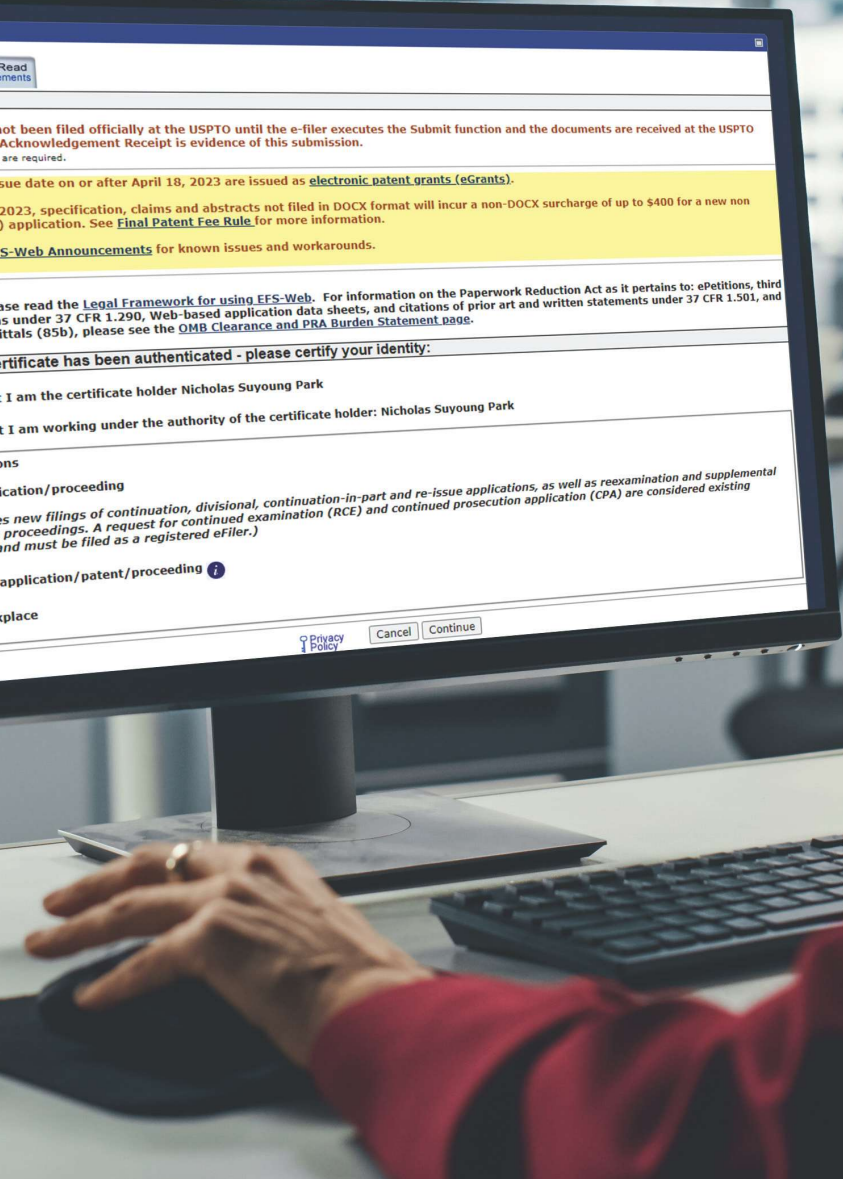 Read
ements
not been filed officially at the USPTO until the e-filer executes the Submit function and the documents are received at the USPTO
Acknowledgement Receipt is evidence of this submission.
are required.
sue date on or after April 18, 2023 are issued as electronic patent grants (eGrants).
2023, specification, claims and abstracts not filed in DOCX format will incur a non-DOCX surcharge of up to $400 for a new non
) application. See Final Patent Fee Rule for more information.
S-Web Announcements for known issues and workarounds.
ase read the Legal Framework for using EFS-Web. For information on the Paperwork Reduction Act as it pertains to: ePetitions, third
ns under 37 CFR 1.290, Web-based application data sheets, and citations of prior art and written statements under 37 CFR 1.501, and
ittals (85b), please see the OMB Clearance and PRA Burden Statement page.
ertificate has been authenticated - please certify your identity:
t I am the certificate holder Nicholas Suyoung Park
t I am working under the authority of the certificate holder: Nicholas Suyoung Park
ons
ication/proceeding
es new filings of continuation, divisional, continuation-in-part and re-issue applications, as well as reexamination and supplemental
proceedings. A request for continued examination (RCE) and continued prosecution application (CPA) are considered existing
and must be filed as a registered eFiler.)
application/patent/proceeding i
kplace
Privacy
Policy
Cancel Continue